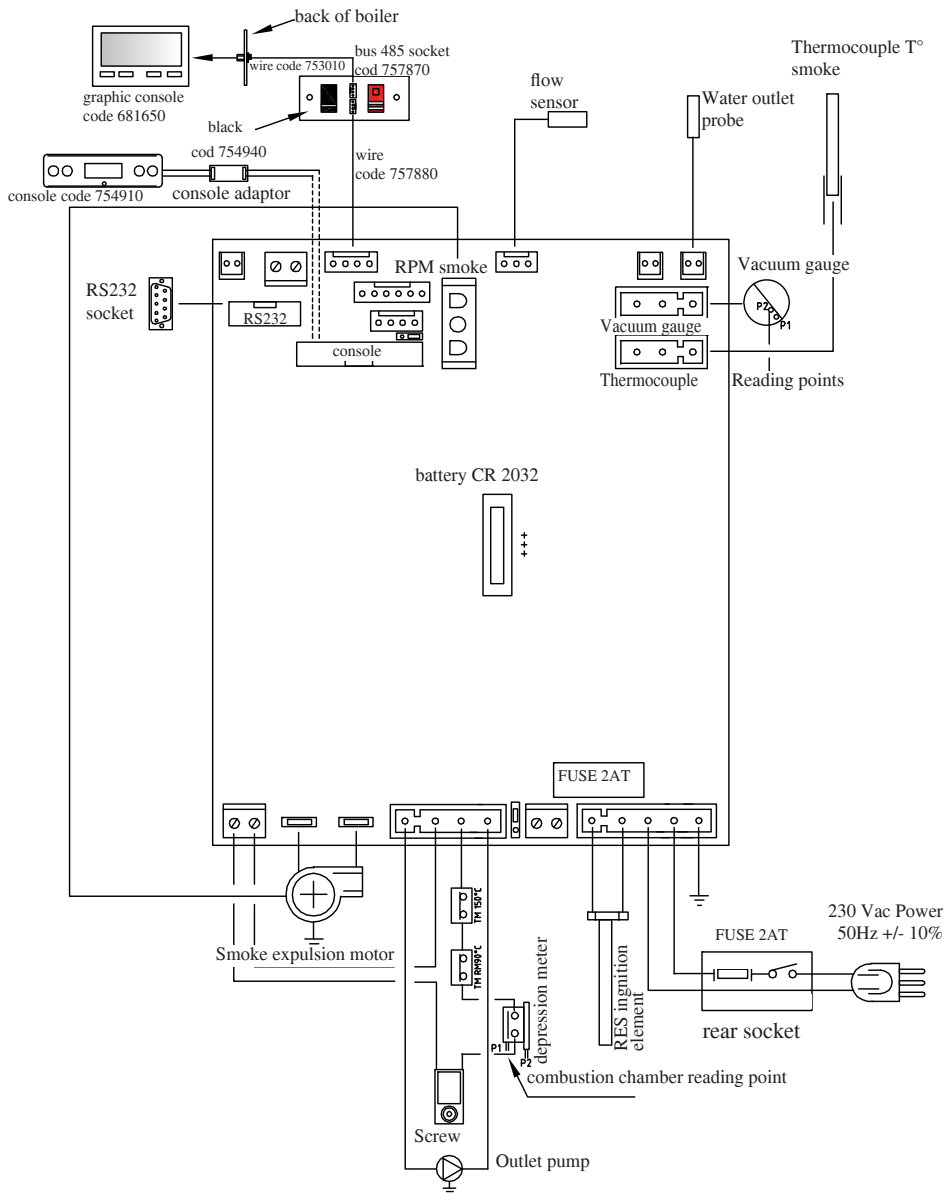 back of boiler
wire code 753010
bus 485 socket
cod 757870
graphic console
code 681650
black
cod 754940
wire
code 757880
console code 754910
console adaptor
flow
sensor
Water outlet
probe
Thermocouple T°
smoke
RS232
socket
RS232
RPM smoke
console
Vacuum gauge
Vacuum gauge
P2
P1
Thermocouple
Reading points
battery CR 2032
+++
FUSE 2AT
Smoke expulsion motor
TM 150°C
TM RM90°C
depression meter
P1
P2
combustion chamber reading point
RES ingnition
element
FUSE 2AT
rear socket
230 Vac Power
50Hz +/- 10%
Screw
Outlet pump